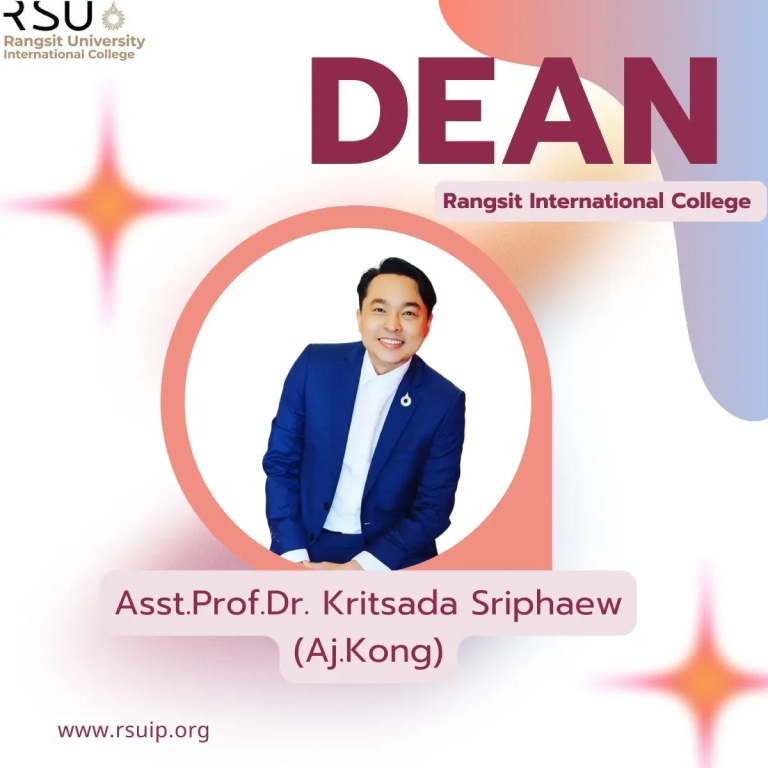 RSU
Rangsit University
International College
DEAN
Rangsit International College
Asst.Prof.Dr. Kritsada Sriphaew
(Aj.Kong)
www.rsuip.org